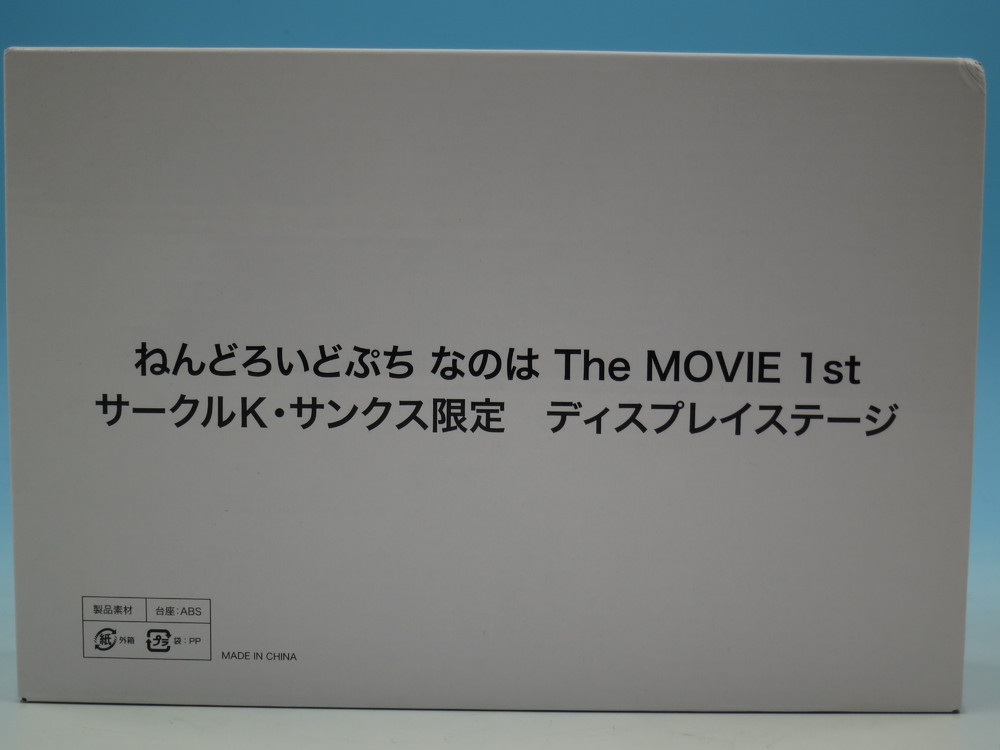 ねんどろいどぷち なのは The MOVIE 1st
サークルK・サンクス限定　ディスプレイステージ
製品素材 台座：ABS
紙 外箱 プラ 袋：PP
MADE IN CHINA